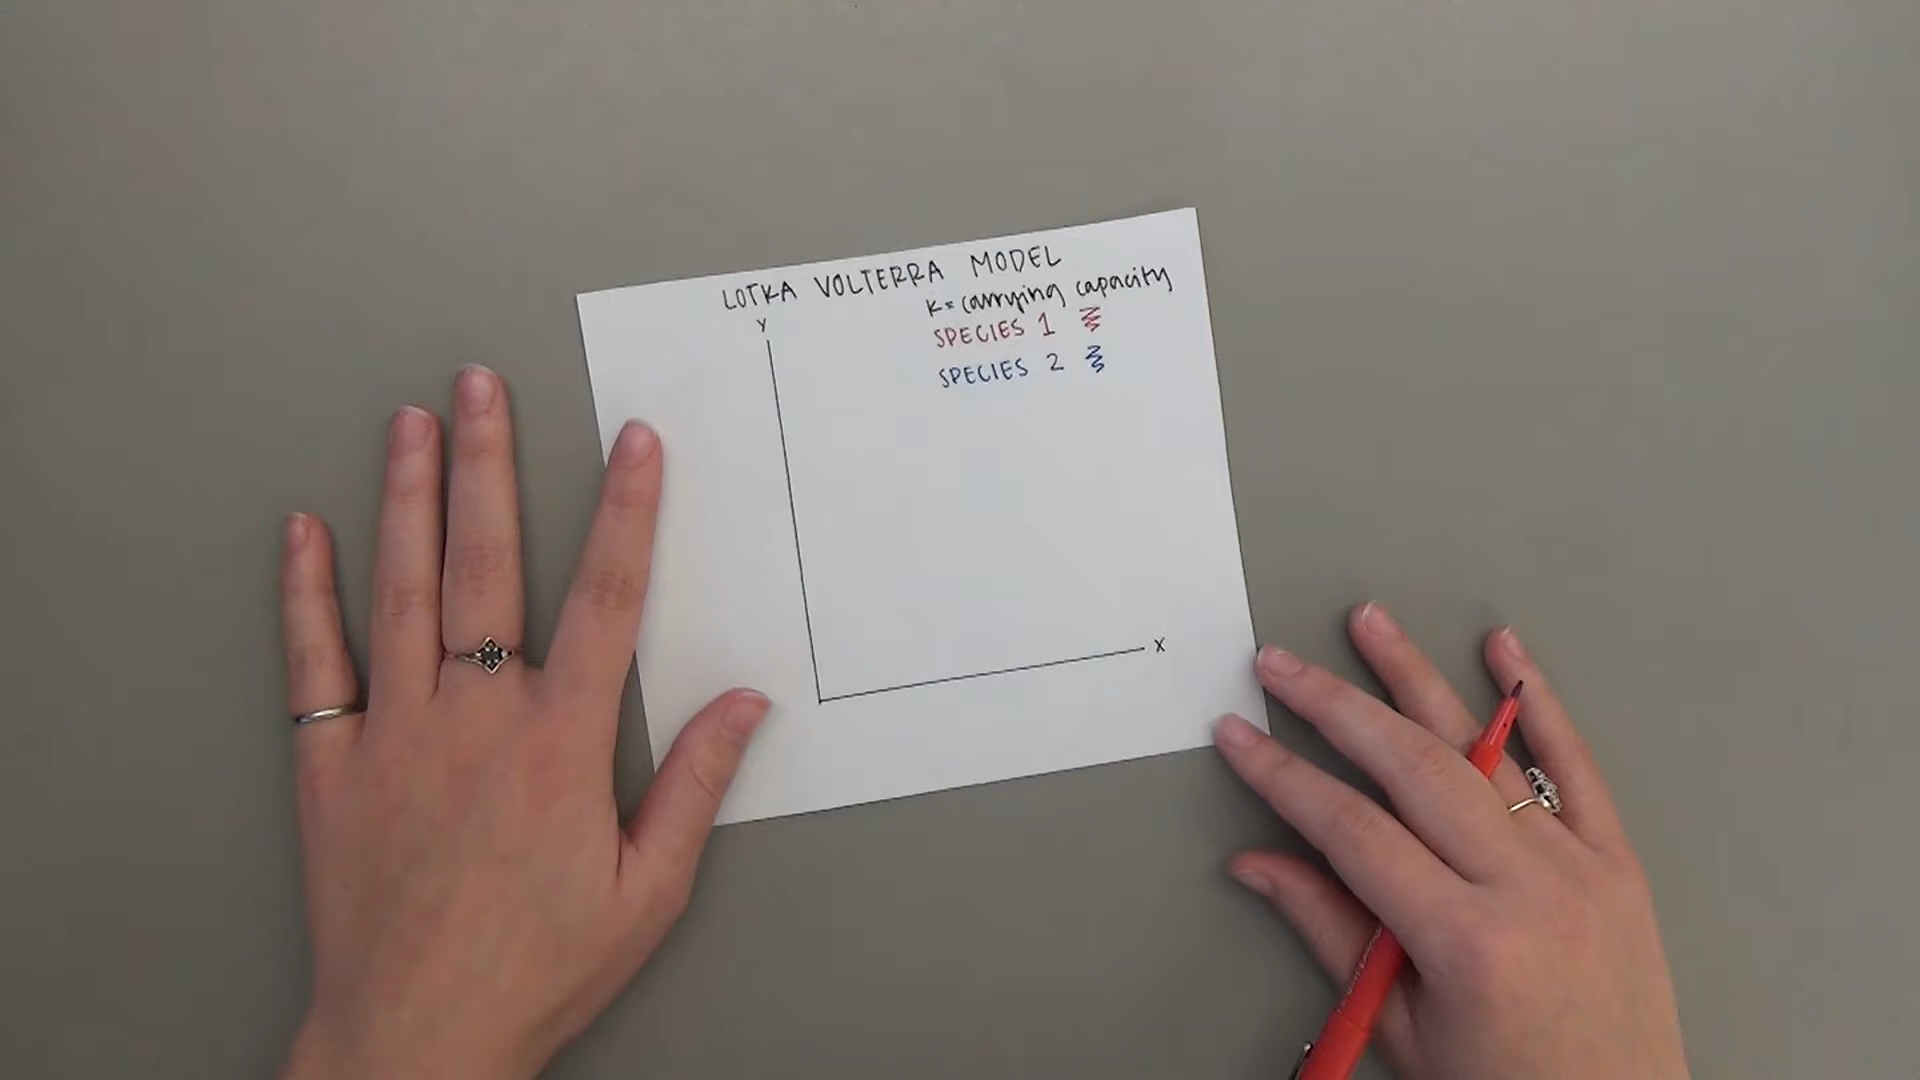 LOTKA VOLTERRA MODEL
K = carrying capacity
Y
SPECIES 1
SPECIES 2
X